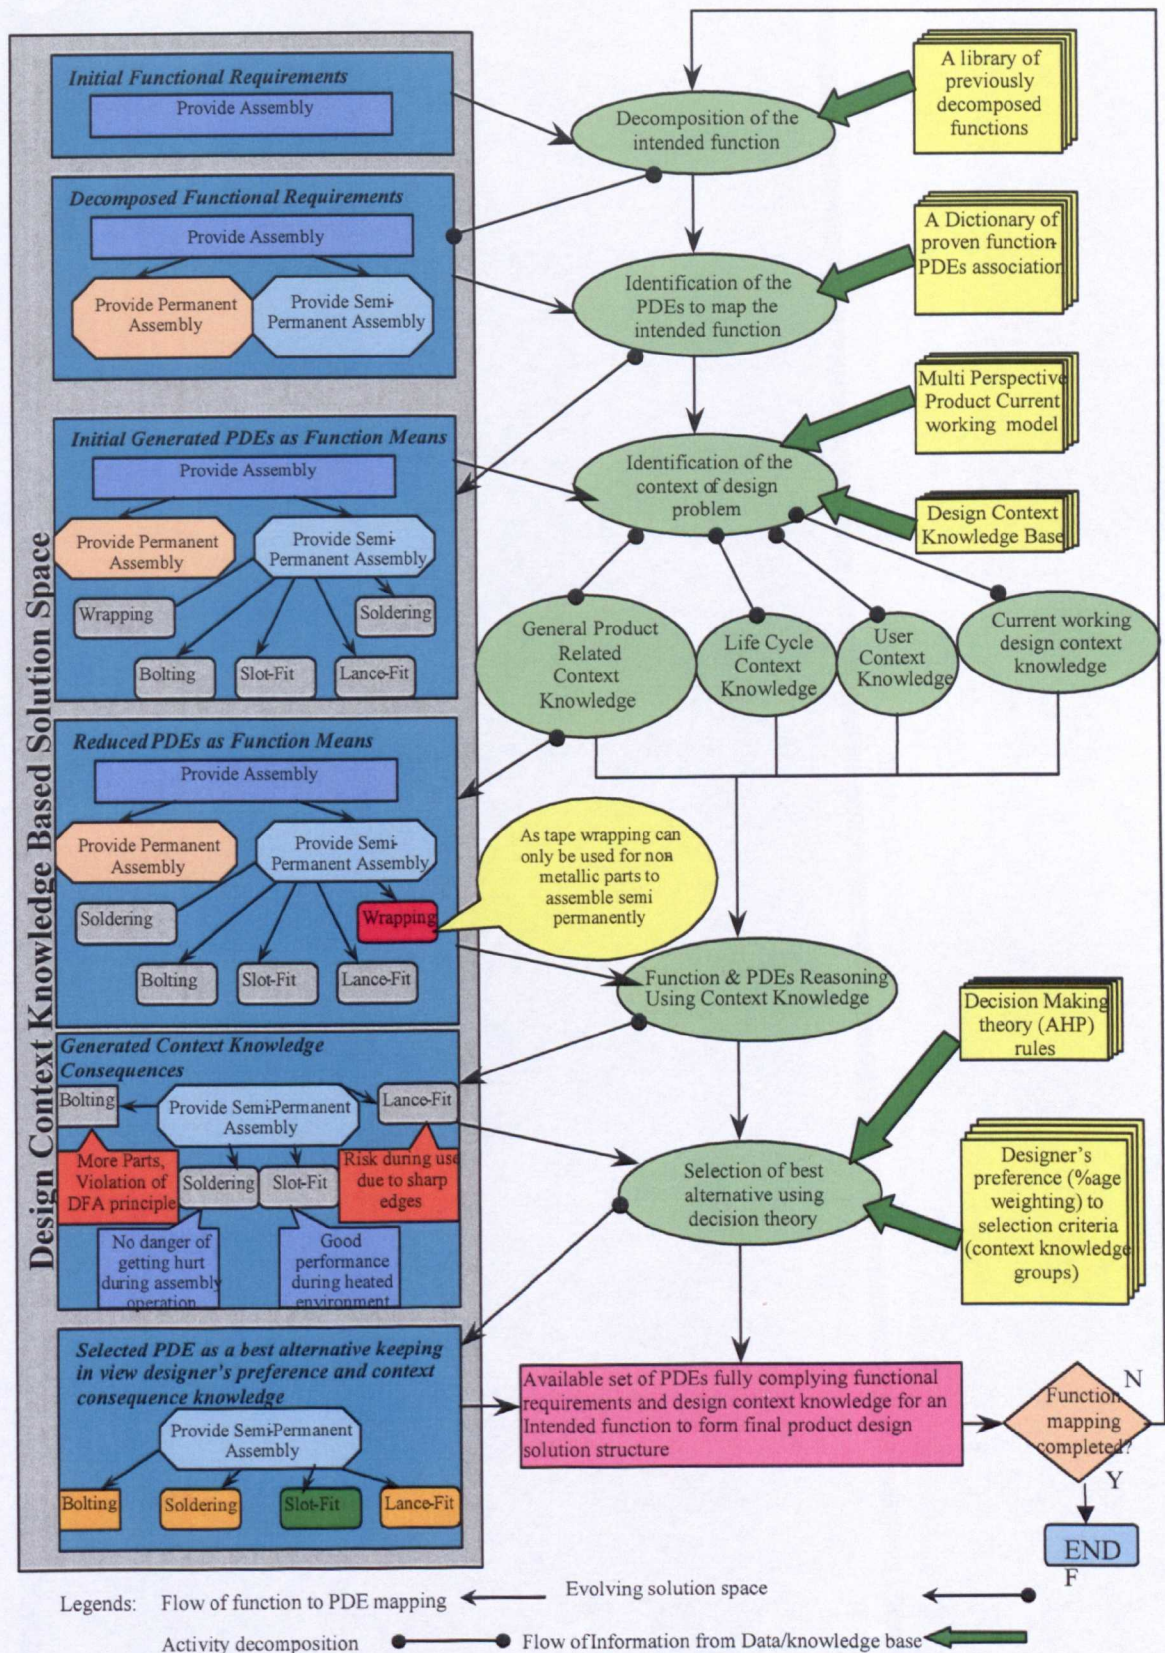 Design Context Knowledge Based Solution Space
Initial Functional Requirements
Provide Assembly
Decomposition of the
intended function
A library of
previously
decomposed
functions
Decomposed Functional Requirements
Provide Assembly
Provide Permanent
Assembly
Provide Semi-
Permanent Assembly
Identification of the
PDEs to map the
intended function
A Dictionary of
proven function-
PDEs association
Initial Generated PDEs as Function Means
Provide Assembly
Provide Permanent
Assembly
Provide Semi-
Permanent Assembly
Wrapping
Soldering
Bolting
Slot-Fit
Lance-Fit
Identification of the
context of design
problem
Multi Perspective
Product Current
working model
Design Context
Knowledge Base
General Product
Related
Context
Knowledge
Life Cycle
Context
Knowledge
User
Context
Knowledge
Current working
design context
knowledge
Reduced PDEs as Function Means
Provide Assembly
Provide Permanent
Assembly
Provide Semi-
Permanent Assembly
Soldering
Wrapping
Bolting
Slot-Fit
Lance-Fit
As tape wrapping can
only be used for non
metallic parts to
assemble semi
permanently
Function & PDEs Reasoning
Using Context Knowledge
Generated Context Knowledge
Consequences
Bolting
Provide Semi-Permanent
Assembly
Lance-Fit
More Parts,
Violation of
DFA principle
Soldering
Slot-Fit
Risk during use
due to sharp
edges
No danger of
getting hurt
during assembly
operation
Good
performance
during heated
environment
Selection of best
alternative using
decision theory
Decision Making
theory (AHP)
rules
Designer's
preference (%age
weighting) to
selection criteria
(context knowledge
groups)
Selected PDE as a best alternative keeping
in view designer's preference and context
consequence knowledge
Provide Semi-Permanent
Assembly
Bolting
Soldering
Slot-Fit
Lance-Fit
Available set of PDEs fully complying functional
requirements and design context knowledge for an
Intended function to form final product design
solution structure
Function
mapping
completed?
N
Y
END
F
Legends: Flow of function to PDE mapping
Evolving solution space
Activity decomposition
Flow of Information from Data/knowledge base